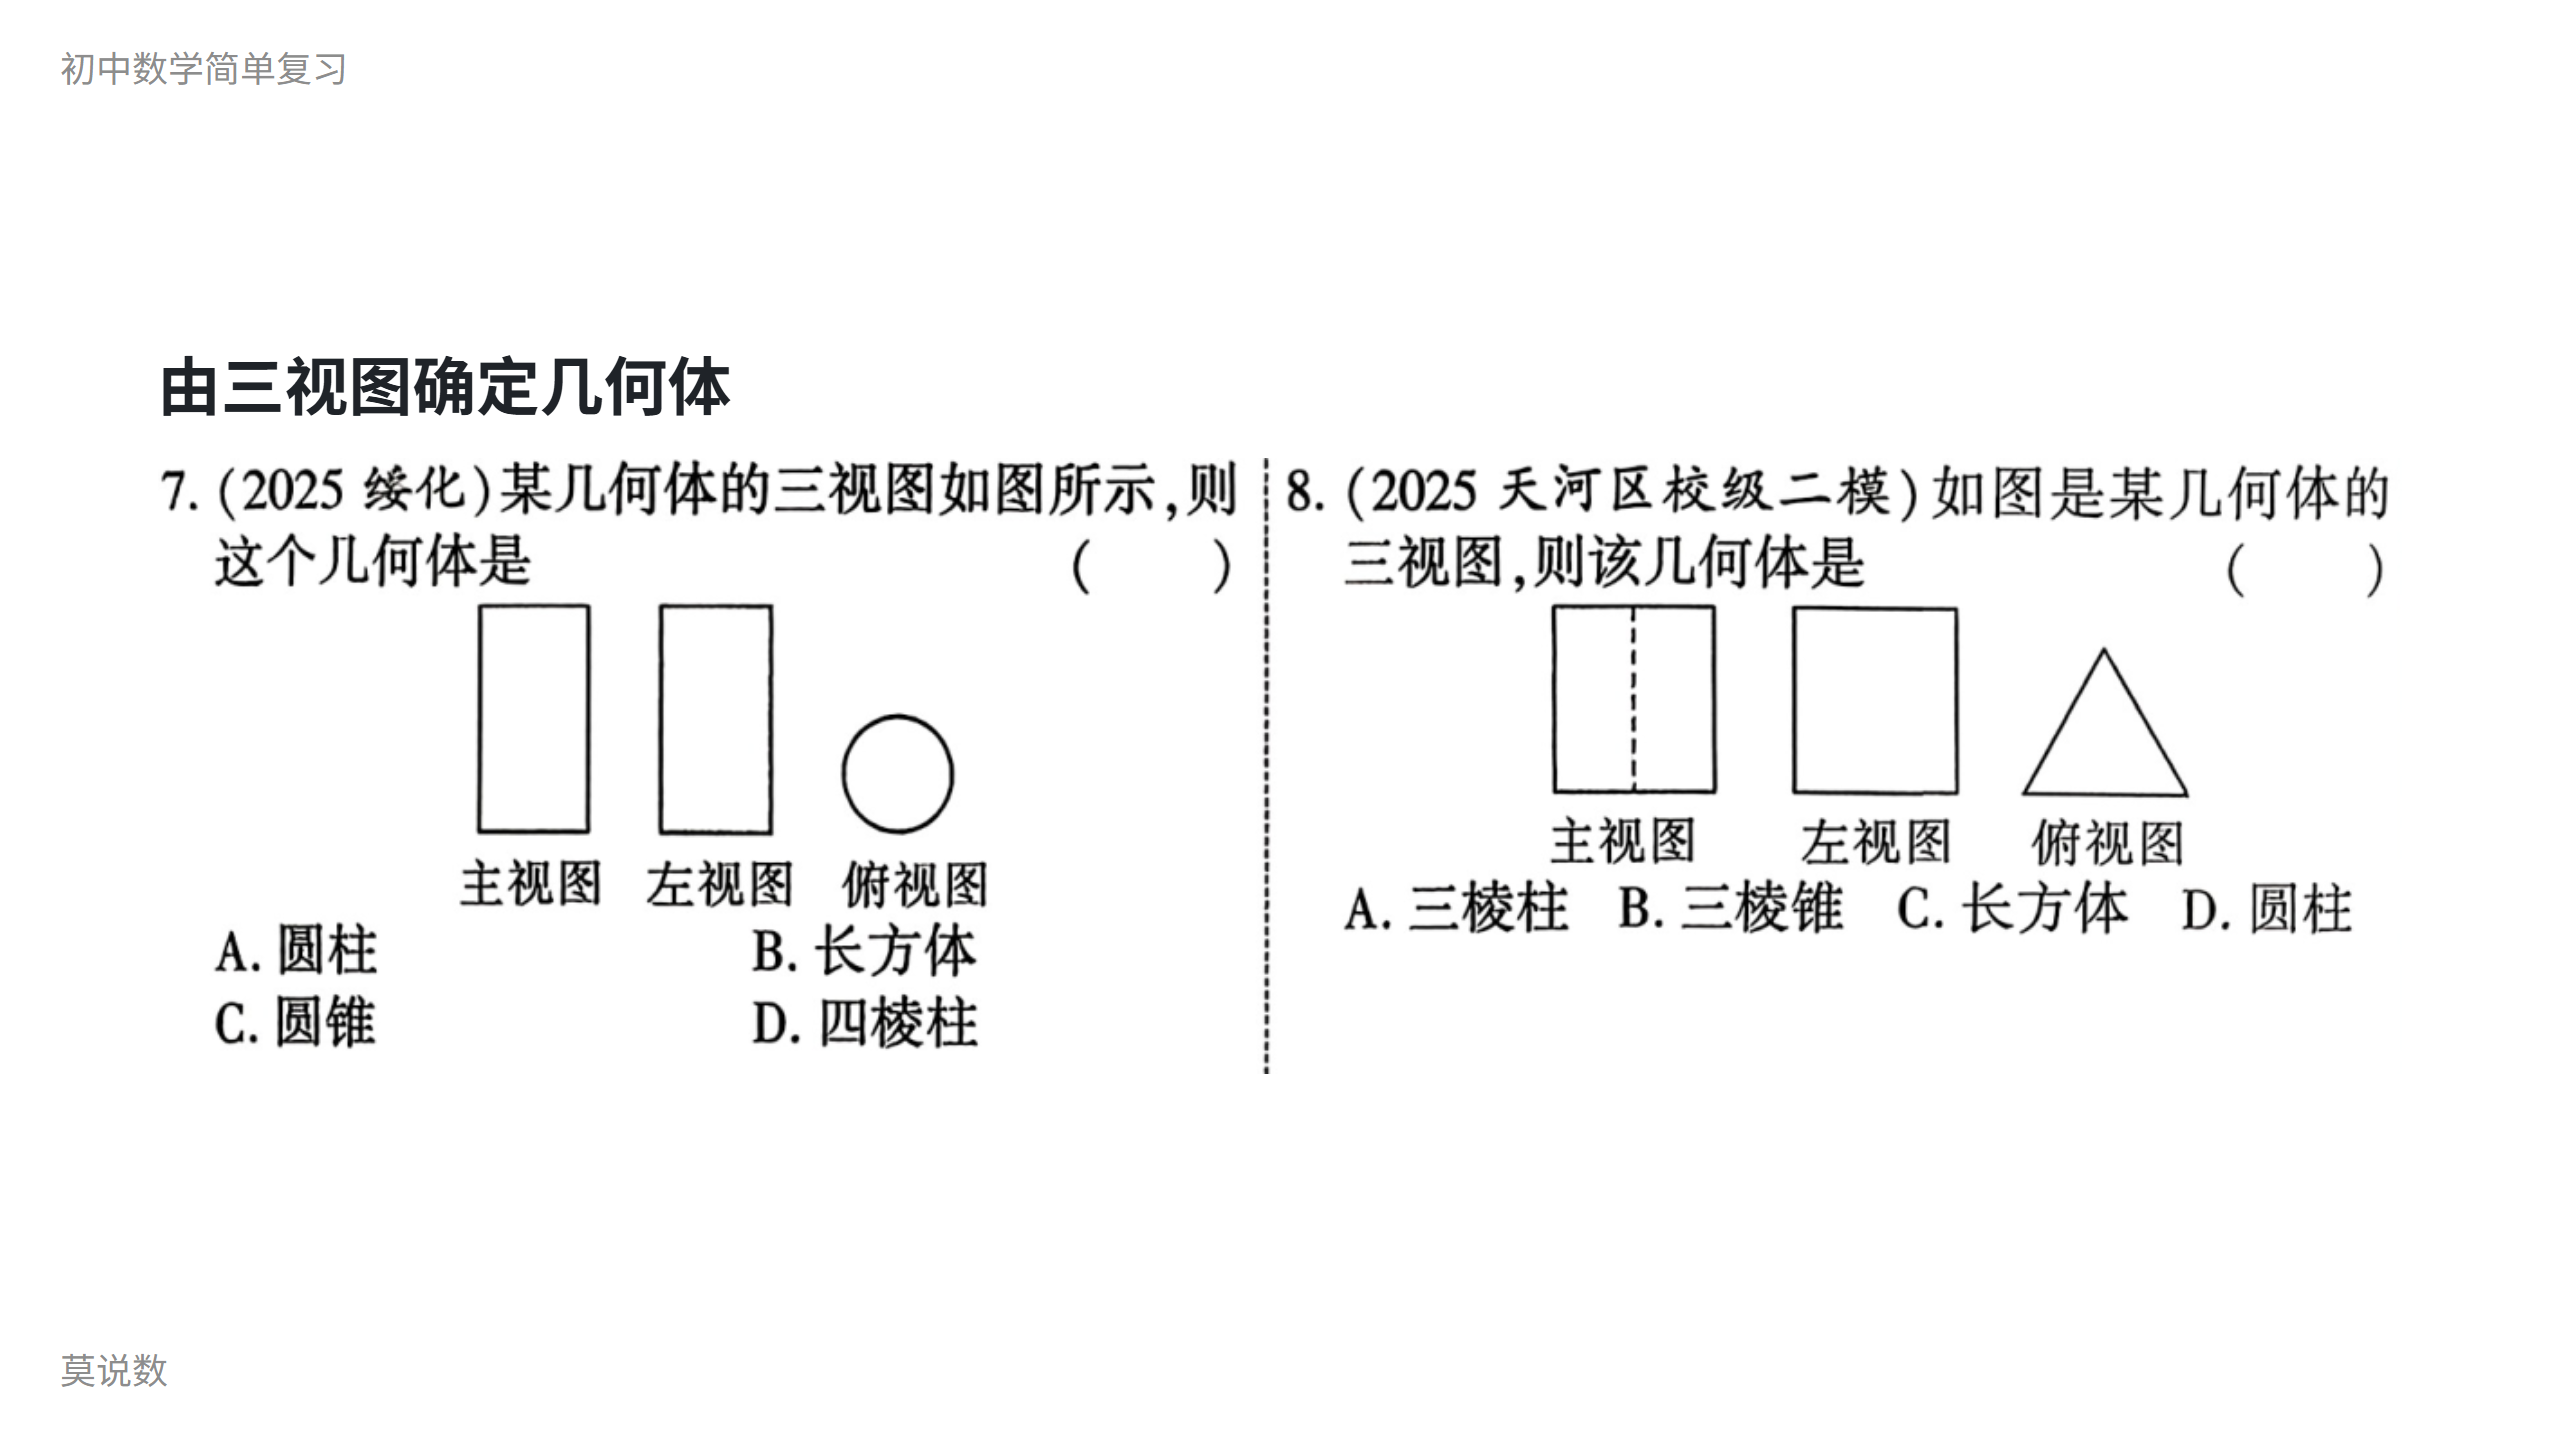 初中数学简单复习
由三视图确定几何体
7. (2025 绥化)某几何体的三视图如图所示,则
这个几何体是 ( )
主视图 左视图 俯视图
A. 圆柱 B. 长方体
C. 圆锥 D. 四棱柱
8. (2025 天河区校级二模)如图是某几何体的
三视图,则该几何体是 ( )
主视图 左视图 俯视图
A. 三棱柱 B. 三棱锥 C. 长方体 D. 圆柱
莫说数